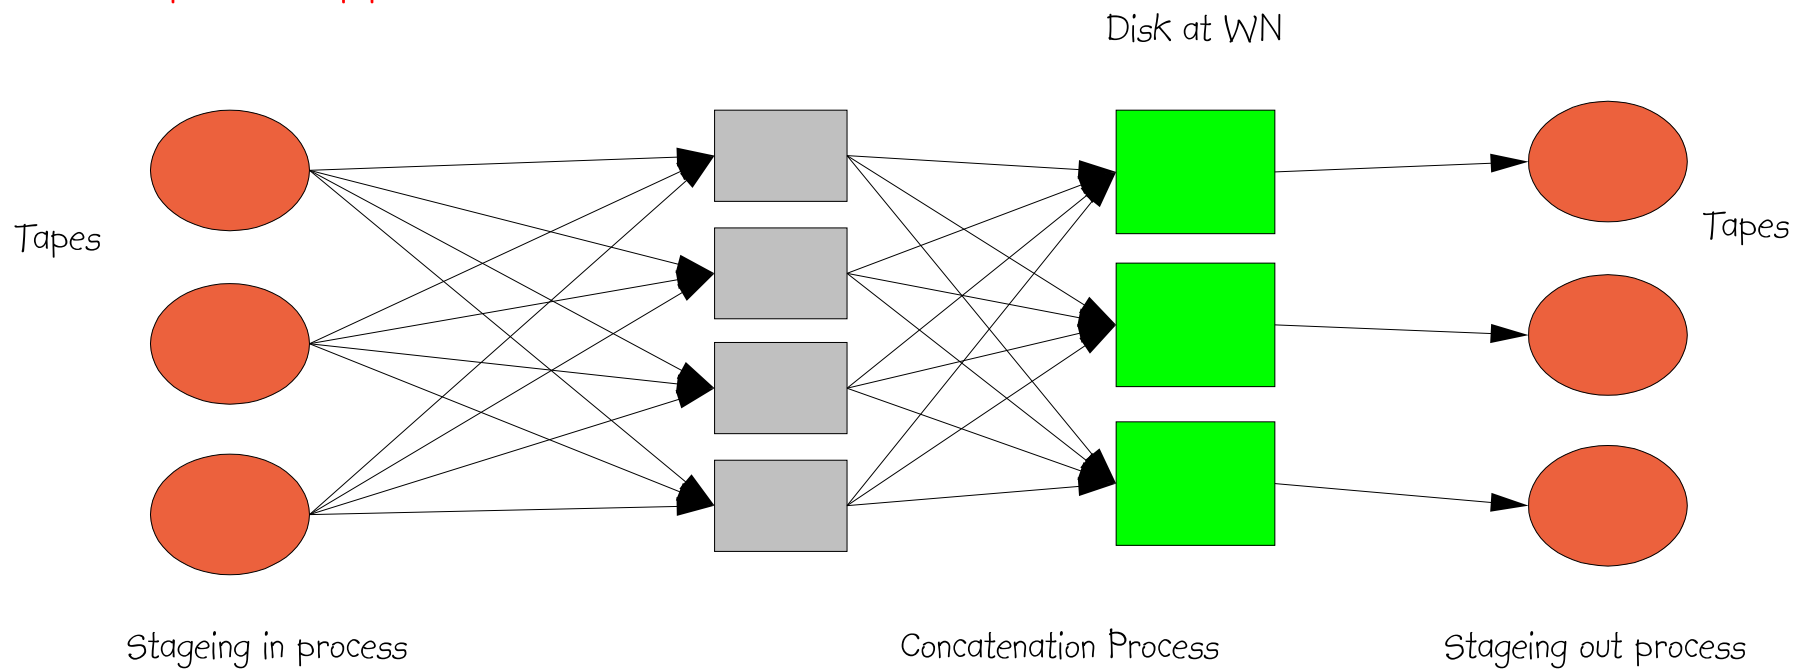 Disk at WN
Tapes
Tapes
Stageing in process
Concatenation Process
Stageing out process